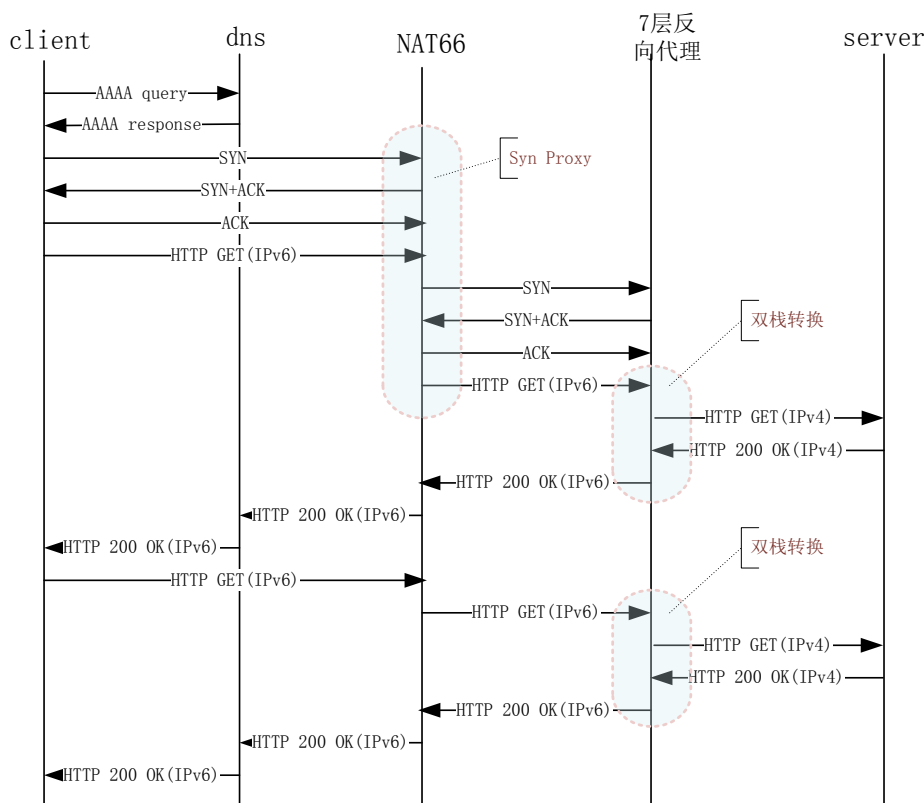 client
dns
NAT66
7层反
向代理
server
AAAA query
AAAA response
SYN
Syn Proxy
SYN+ACK
ACK
HTTP GET(IPv6)
SYN
SYN+ACK
双栈转换
ACK
HTTP GET(IPv6)
HTTP GET(IPv4)
HTTP 200 OK(IPv4)
HTTP 200 OK(IPv6)
HTTP 200 OK(IPv6)
HTTP 200 OK(IPv6)
双栈转换
HTTP GET(IPv6)
HTTP GET(IPv6)
HTTP GET(IPv4)
HTTP 200 OK(IPv4)
HTTP 200 OK(IPv6)
HTTP 200 OK(IPv6)
HTTP 200 OK(IPv6)